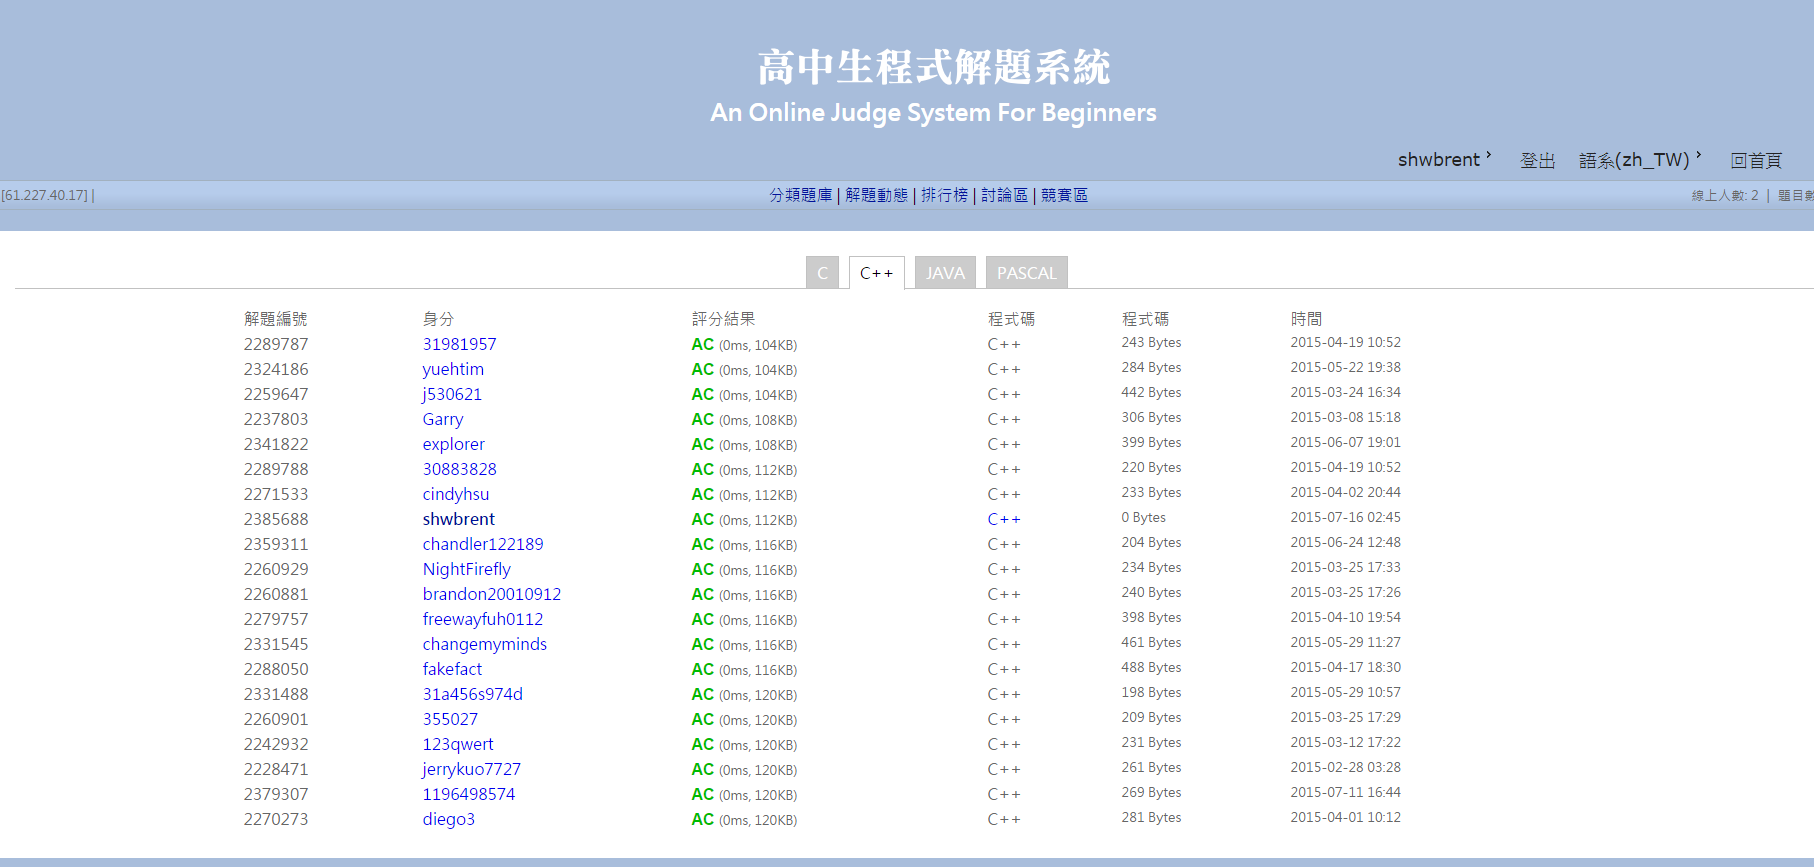 高中生程式解題系統
An Online Judge System For Beginners
shwbrent › 登出 語系(zh_TW) › 回首頁
[61.227.40.17] | 分類題庫 | 解題動態 | 排行榜 | 討論區 | 競賽區 線上人數: 2 | 題目數
C C++ JAVA PASCAL
解題編號 身分 評分結果 程式碼 程式碼 時間
2289787 31981957 AC (0ms, 104KB) C++ 243 Bytes 2015-04-19 10:52
2324186 yuehtim AC (0ms, 104KB) C++ 284 Bytes 2015-05-22 19:38
2259647 j530621 AC (0ms, 104KB) C++ 442 Bytes 2015-03-24 16:34
2237803 Garry AC (0ms, 108KB) C++ 306 Bytes 2015-03-08 15:18
2341822 explorer AC (0ms, 108KB) C++ 399 Bytes 2015-06-07 19:01
2289788 30883828 AC (0ms, 112KB) C++ 220 Bytes 2015-04-19 10:52
2271533 cindyhsu AC (0ms, 112KB) C++ 233 Bytes 2015-04-02 20:44
2385688 shwbrent AC (0ms, 112KB) C++ 0 Bytes 2015-07-16 02:45
2359311 chandler122189 AC (0ms, 116KB) C++ 204 Bytes 2015-06-24 12:48
2260929 NightFirefly AC (0ms, 116KB) C++ 234 Bytes 2015-03-25 17:33
2260881 brandon20010912 AC (0ms, 116KB) C++ 240 Bytes 2015-03-25 17:26
2279757 freewayfuh0112 AC (0ms, 116KB) C++ 398 Bytes 2015-04-10 19:54
2331545 changemyminds AC (0ms, 116KB) C++ 461 Bytes 2015-05-29 11:27
2288050 fakefact AC (0ms, 116KB) C++ 488 Bytes 2015-04-17 18:30
2331488 31a456s974d AC (0ms, 120KB) C++ 198 Bytes 2015-05-29 10:57
2260901 355027 AC (0ms, 120KB) C++ 209 Bytes 2015-03-25 17:29
2242932 123qwert AC (0ms, 120KB) C++ 231 Bytes 2015-03-12 17:22
2228471 jerrykuo7727 AC (0ms, 120KB) C++ 261 Bytes 2015-02-28 03:28
2379307 1196498574 AC (0ms, 120KB) C++ 269 Bytes 2015-07-11 16:44
2270273 diego3 AC (0ms, 120KB) C++ 281 Bytes 2015-04-01 10:12